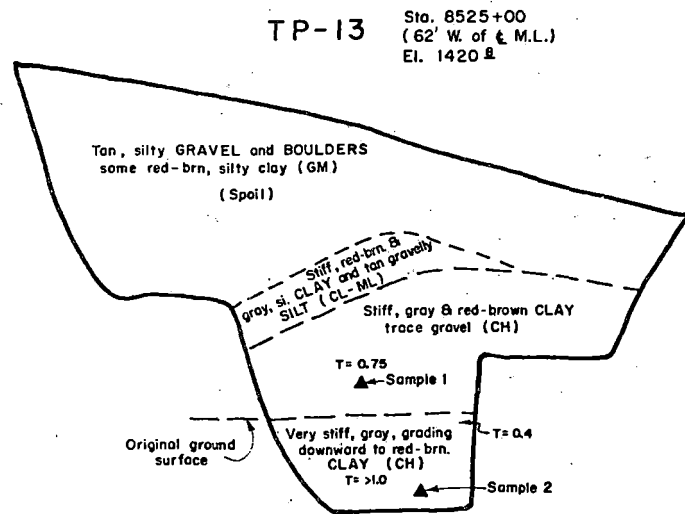 TP-13
Sta. 8525+00
(62' W. of ℄ M.L.)
El. 1420 8
Tan, silty GRAVEL and BOULDERS
some red-brn, silty clay (GM)
(Spoil)
Stiff, red-brn. &
gray, si. CLAY and tan gravelly
SILT (CL-ML)
Stiff, gray & red-brown CLAY
trace gravel (CH)
T= 0.75
Sample 1
Original ground
surface
T=0.4
Very stiff, gray, grading
downward to red-brn.
CLAY (CH)
T= >1.0
Sample 2